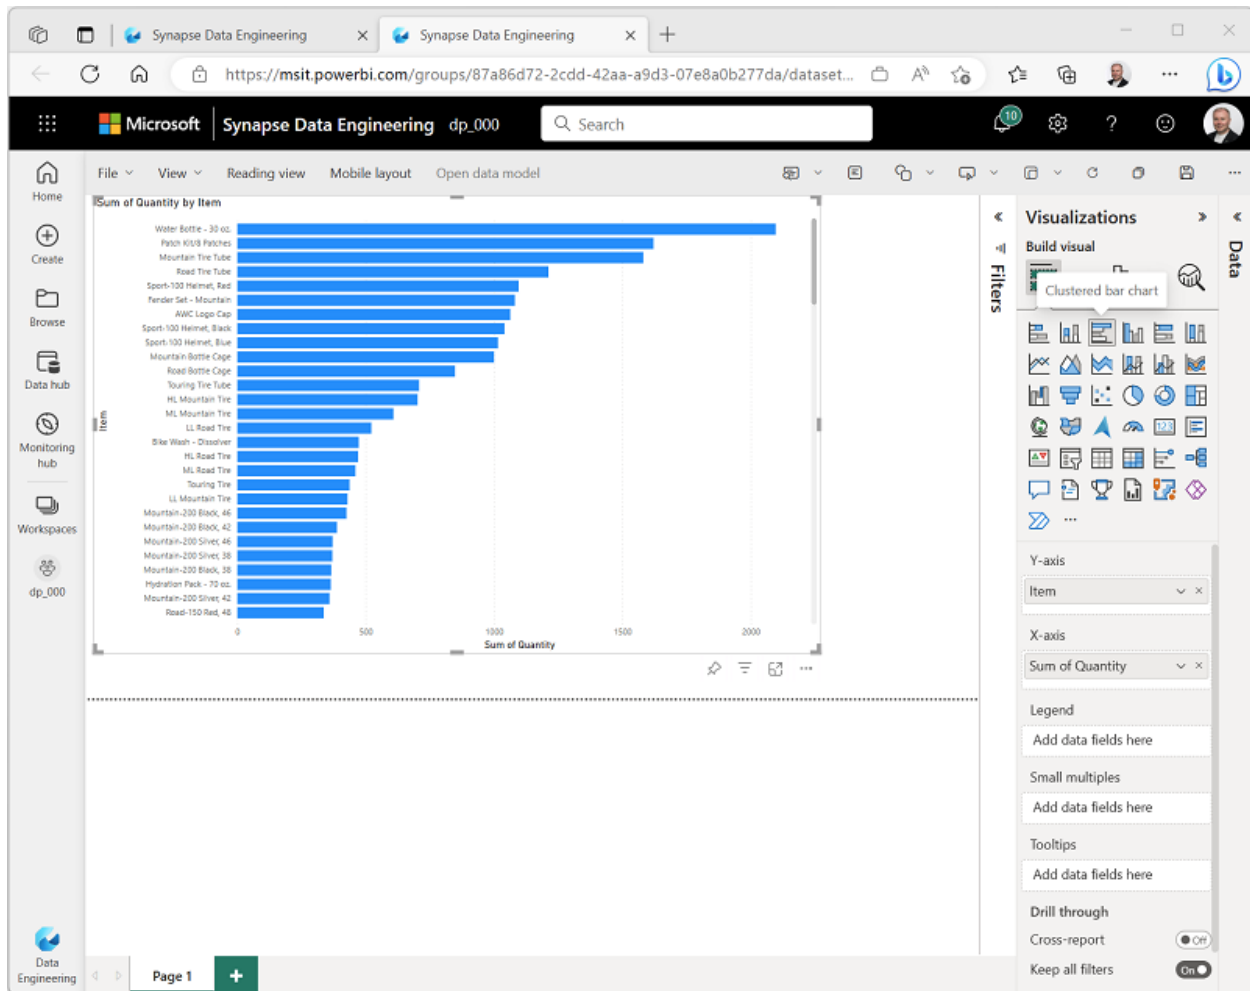 Synapse Data Engineering
Synapse Data Engineering
https://msit.powerbi.com/groups/87a86d72-2cdd-42aa-a9d3-07e8a0b277da/dataset...
Microsoft
Synapse Data Engineering
dp_000
Search
10
Home
Create
Browse
Data hub
Monitoring
hub
Workspaces
dp_000
Data
Engineering
File
View
Reading view
Mobile layout
Open data model
Sum of Quantity by Item
Item
Water Bottle - 30 oz.
Patch Kit/8 Patches
Mountain Tire Tube
Road Tire Tube
Sport-100 Helmet, Red
Fender Set - Mountain
AWC Logo Cap
Sport-100 Helmet, Black
Sport-100 Helmet, Blue
Mountain Bottle Cage
Road Bottle Cage
Touring Tire Tube
HL Mountain Tire
ML Mountain Tire
LL Road Tire
Bike Wash - Dissolver
HL Road Tire
ML Road Tire
Touring Tire
LL Mountain Tire
Mountain-200 Black, 46
Mountain-200 Black, 42
Mountain-200 Silver, 46
Mountain-200 Silver, 38
Mountain-200 Black, 38
Hydration Pack - 70 oz.
Mountain-200 Silver, 42
Road-150 Red, 48
0 500 1000 1500 2000
Sum of Quantity
Page 1
Filters
Visualizations
Build visual
Clustered bar chart
123
Y-axis
Item
X-axis
Sum of Quantity
Legend
Add data fields here
Small multiples
Add data fields here
Tooltips
Add data fields here
Drill through
Cross-report
Off
Keep all filters
On
Data